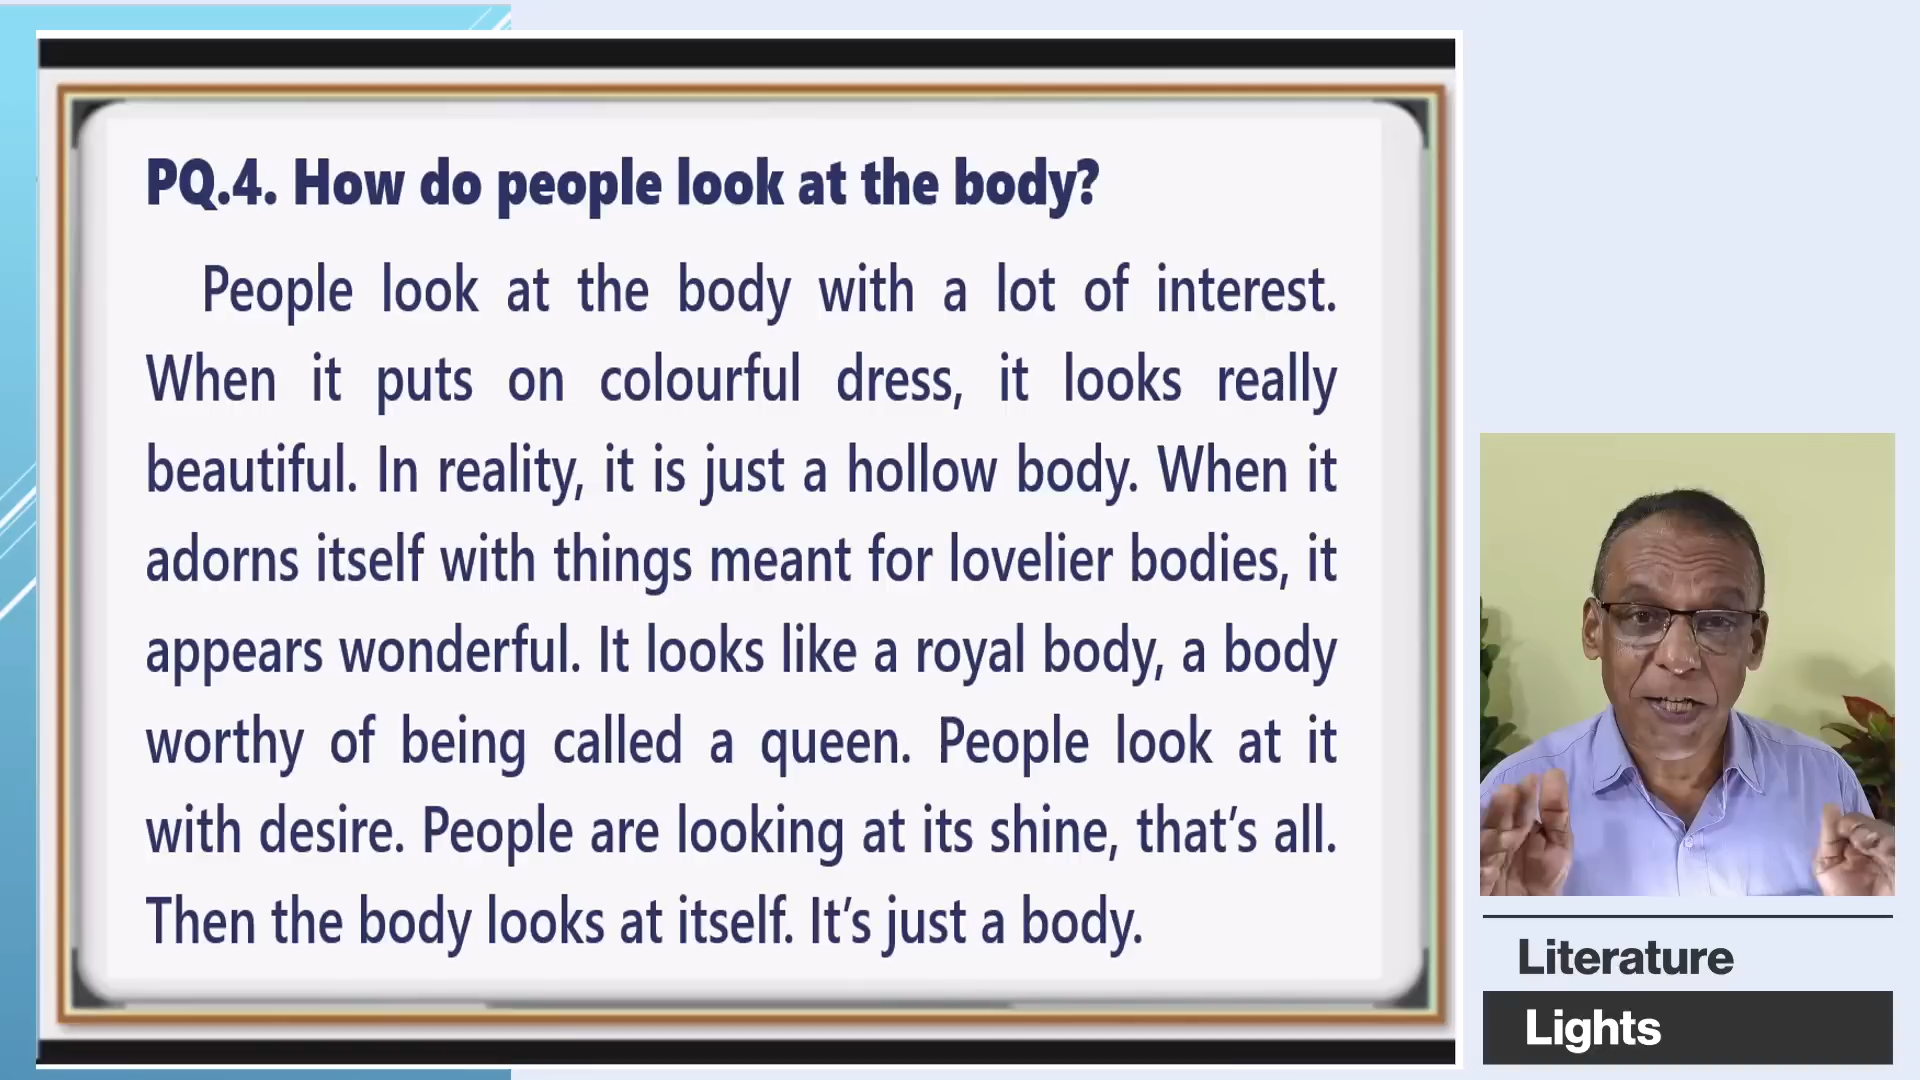 PQ.4. How do people look at the body?
People look at the body with a lot of interest.
When it puts on colourful dress, it looks really
beautiful. In reality, it is just a hollow body. When it
adorns itself with things meant for lovelier bodies, it
appears wonderful. It looks like a royal body, a body
worthy of being called a queen. People look at it
with desire. People are looking at its shine, that’s all.
Then the body looks at itself. It’s just a body.
Literature
Lights